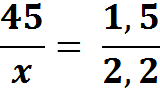 45/x = 1,5/2,2